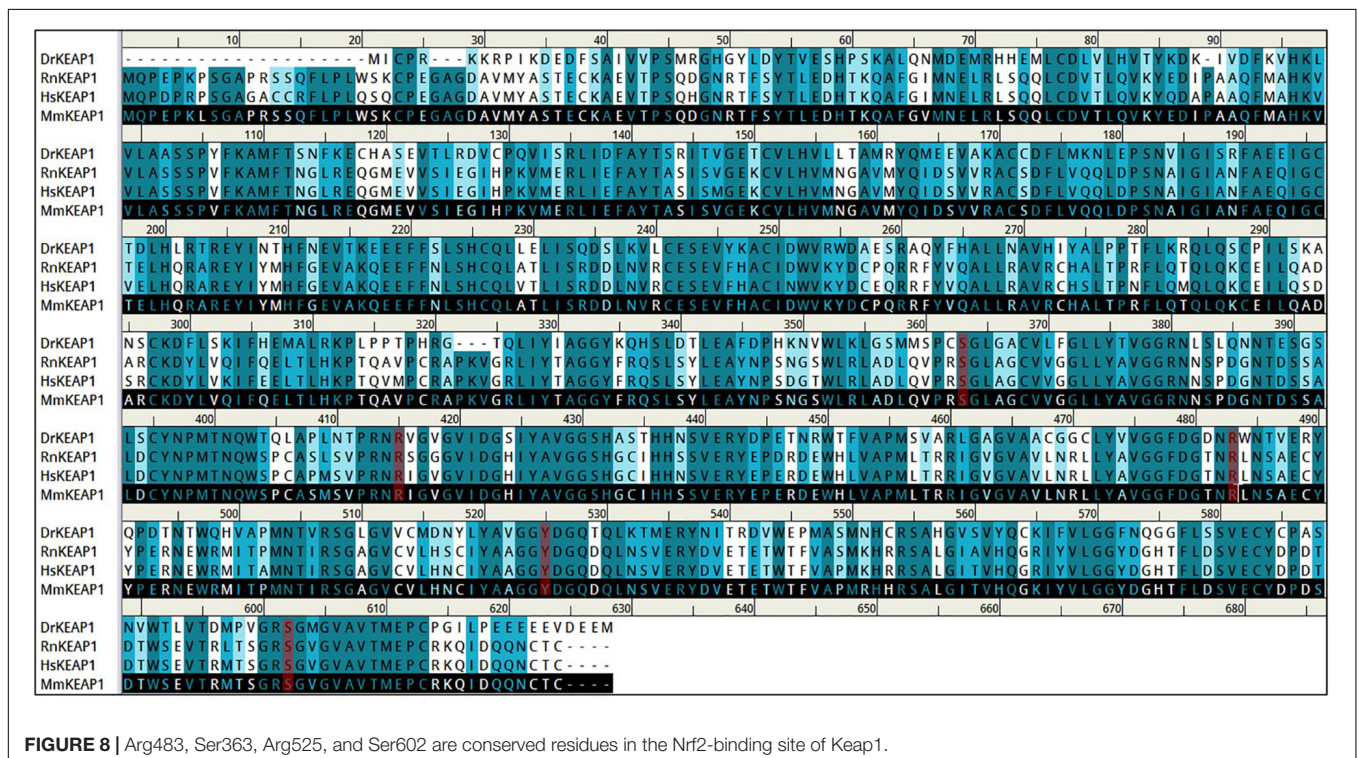 10 20 30 40 50 60 70 80 90
DrKEAP1 --------------------MICPR---KKRPIKDEDFSAIVVPSMRGHGYLDYTVESHPSKALQNMDEMRHHEMLCDLVLHVTYKDK-IVDFKVHKL
RnKEAP1 MQPEPKPSGAPRSSQFLPLWSKCPEGAGDAVMYASTECKAEVTPSQDGNRTFSYTLEDHTKQAFGIMNELRLSQQLCDVTLQVKYEDIPAAQFMAHKV
HsKEAP1 MQPDPRPSGAGACCRFLPLQSQCPEGAGDAVMYASTECKAEVTPSQHGNRTFSYTLEDHTKQAFGIMNELRLSQQLCDVTLQVKYQDAPAAQFMAHKV
MmKEAP1 MQPEPKLSGAPRSSQFLPLWSKCPEGAGDAVMYASTECKAEVTPSQDGNRTFSYTLEDHTKQAFGVMNELRLSQQLCDVTLQVKYEDIPAAQFMAHKV
110 120 130 140 150 160 170 180 190
DrKEAP1 VLAASSPYFKAMFTSNFKECHASEVTLRDVCPQVISRLIDFAYTSRITVGETCVLHVLLTAMRYQMEEVAKACCDFLMKNLEPSNVIGISRFAEEIGC
RnKEAP1 VLASSSPVFKAMFTNGLREQGMEVVSIEGIHPKVMERLIEFAYTASISVGEKCVLHVMNGAVMYQIDSVVRACSDFLVQQLDPSNAIGIANFAEQIGC
HsKEAP1 VLASSSPVFKAMFTNGLREQGMEVVSIEGIHPKVMERLIEFAYTASISMGEKCVLHVMNGAVMYQIDSVVRACSDFLVQQLDPSNAIGIANFAEQIGC
MmKEAP1 VLASSSPVFKAMFTNGLREQGMEVVSIEGIHPKVMERLIEFAYTASISVGEKCVLHVMNGAVMYQIDSVVRACSDFLVQQLDPSNAIGIANFAEQIGC
200 210 220 230 240 250 260 270 280 290
DrKEAP1 TDLHLRTREYINTHFNEVTKEEEFFSLSHCQLLELISQDSLKVLCESEVYKACIDWVRWDAESRAQYFHALLNAVHIYALPPTFLKRQLQSCPILSKA
RnKEAP1 TELHQRAREYIYMHFGEVAKQEEFFNLSHCQLATLISRDDLNVRCESEVFHACIDWVKYDCPQRRFYVQALLRAVRCHALTPRFLQTQLQKCEILQAD
HsKEAP1 VELHQRAREYIYMHFGEVAKQEEFFNLSHCQLVTLISRDDLNVRCESEVFHACINWVKYDCEQRRFYVQALLRAVRCHSLTPNFLQMQLQKCEILQSD
MmKEAP1 TELHQRAREYIYMHFGEVAKQEEFFNLSHCQLATLISRDDLNVRCESEVFHACIDWVKYDCPQRRFYVQALLRAVRCHALTPRFLQTQLQKCEILQAD
300 310 320 330 340 350 360 370 380 390
DrKEAP1 NSCKDFLSKIFHEMALRKPLPPTPHRG---TQLIYIAGGYKQHSLDTLEAFDPHKNVWLKLGSMMSPCSGLGACVLFGLLYTVGGRNLSLQNNTESGS
RnKEAP1 ARCKDYLVQIFQELTLHKPTQAVPCRAPKVGRLIYTAGGYFRQSLSYLEAYNPSNGSWLRLADLQVPRSGLAGCVVGGLLYAVGGRNNSPDGNTDSSA
HsKEAP1 SRCKDYLVKIFEELTLHKPTQVMPCRAPKVGRLIYTAGGYFRQSLSYLEAYNPSDGTWLRLADLQVPRSGLAGCVVGGLLYAVGGRNNSPDGNTDSSA
MmKEAP1 ARCKDYLVQIFQELTLHKPTQAVPCRAPKVGRLIYTAGGYFRQSLSYLEAYNPSNGSWLRLADLQVPRSGLAGCVVGGLLYAVGGRNNSPDGNTDSSA
400 410 420 430 440 450 460 470 480 490
DrKEAP1 LSCYNPMTNQWTQLAPLNTPRNRVGVGVIDGSIYAVGGSHASTHHNSVERYDPETNRWTFVAPMSVARLGAGVAACGGCLYVVGGFDGDNRWNTVERY
RnKEAP1 LDCYNPMTNQWSPCASLSVPRNRSGGGVIDGHIYAVGGSHGCIHHSSVERYEPDRDEWHLVAPMLTRRIGVGVAVLNRLLYAVGGFDGTNRLNSAECY
HsKEAP1 LDCYNPMTNQWSPCAPMSVPRNRIGVGVIDGHIYAVGGSHGCIHHNSVERYEPERDEWHLVAPMLTRRIGVGVAVLNRLLYAVGGFDGTNRLNSAECY
MmKEAP1 LDCYNPMTNQWSPCASMSVPRNRIGVGVIDGHIYAVGGSHGCIHHSSVERYEPERDEWHLVAPMLTRRIGVGVAVLNRLLYAVGGFDGTNRLNSAECY
500 510 520 530 540 550 560 570 580
DrKEAP1 QPDTNTWQHVAPMNTVRSGLGVVCMDNYLYAVGGYDGQTQLKTMERYNITRDVWEPMASMNHCRSAHGVSVYQCKIFVLGGFNQGGFLSSVECYCPAS
RnKEAP1 YPERNEWRMITPMNTIRSGAGVCVLHSCIYAAGGYDGQDQLNSVERYDVETETWTFVASMKHRRSALGIAVHQGRIYVLGGYDGHTFLDSVECYDPDT
HsKEAP1 YPERNEWRMITAMNTIRSGAGVCVLHNCIYAAGGYDGQDQLNSVERYDVETETWTFVAPMKHRRSALGITVHQGRIYVLGGYDGHTFLDSVECYDPDT
MmKEAP1 YPERNEWRMITPMNTIRSGAGVCVLHNCIYAAGGYDGQDQLNSVERYDVETETWTFVAPMRHHRSALGITVHQGKIYVLGGYDGHTFLDSVECYDPDS
600 610 620 630 640 650 660 670 680
DrKEAP1 NVWTLVTDMPVGRSGMGVAVTMEPCPGILPEEEEEVDEEM
RnKEAP1 DTWSEVTRLTSGRSGVGVAVTMEPCRKQIDQQNCTC----
HsKEAP1 DTWSEVTRMTSGRSGVGVAVTMEPCRKQIDQQNCTC----
MmKEAP1 DTWSEVTRMTSGRSGVGVAVTMEPCRKQIDQQNCTC----
FIGURE 8 | Arg483, Ser363, Arg525, and Ser602 are conserved residues in the Nrf2-binding site of Keap1.